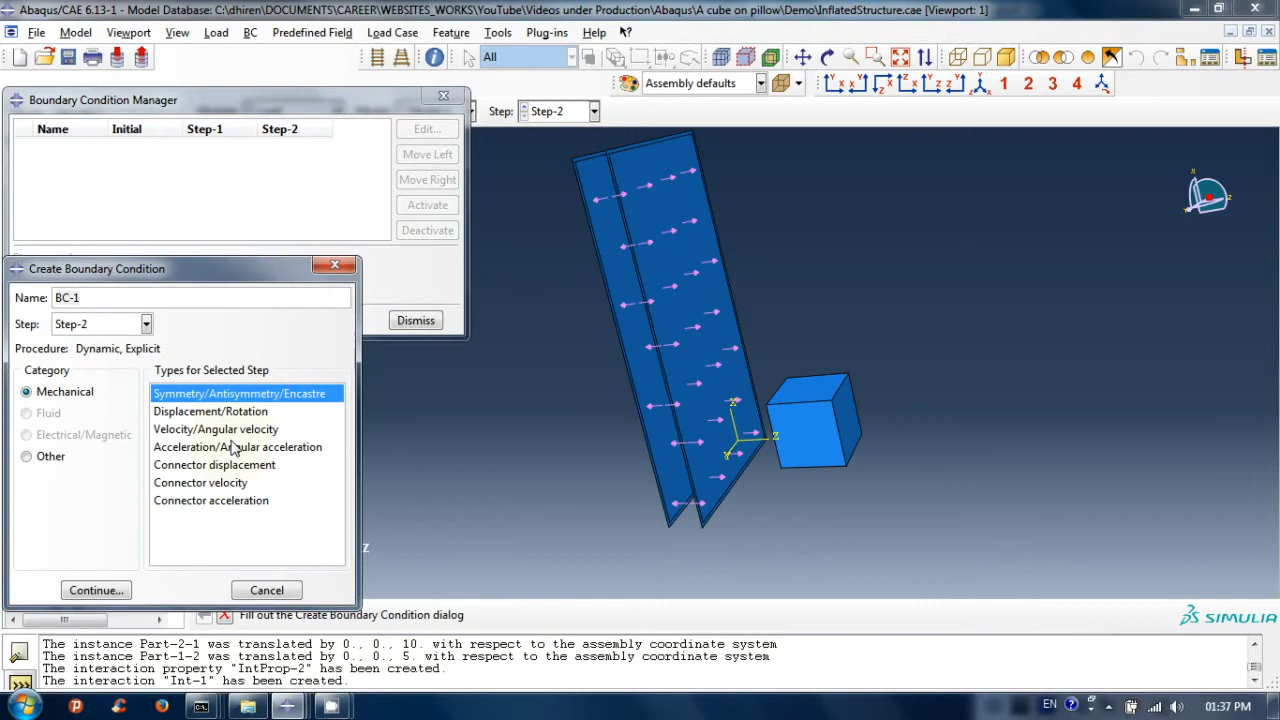 Abaqus/CAE 6.13-1 - Model Database: C:\dhiren\DOCUMENTS\CAREER\WEBSITES_WORKS\YouTube\Videos under Production\Abaqus\A cube on pillow\Demo\InflatedStructure.cae [Viewport: 1]
File Model Viewport View Load BC Predefined Field Load Case Feature Tools Plug-ins Help
All
Assembly defaults
1 2 3 4
Boundary Condition Manager
Step: Step-2
Name Initial Step-1 Step-2
Edit...
Move Left
Move Right
Activate
Deactivate
Dismiss
Create Boundary Condition
Name: BC-1
Step: Step-2
Procedure: Dynamic, Explicit
Category
Types for Selected Step
Mechanical
Fluid
Electrical/Magnetic
Other
Symmetry/Antisymmetry/Encastre
Displacement/Rotation
Velocity/Angular velocity
Acceleration/Angular acceleration
Connector displacement
Connector velocity
Connector acceleration
Continue...
Cancel
X
Z
Y
Z
Fill out the Create Boundary Condition dialog
SIMULIA
The instance Part-2-1 was translated by 0., 0., 10. with respect to the assembly coordinate system
The instance Part-1-2 was translated by 0., 0., 5. with respect to the assembly coordinate system
The interaction property "IntProp-2" has been created.
The interaction "Int-1" has been created.
EN
01:37 PM